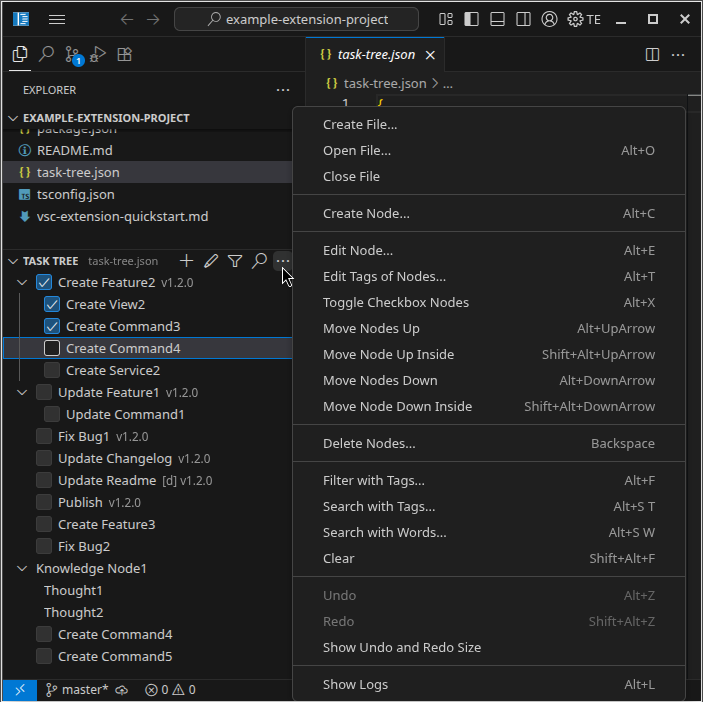 example-extension-project
TE
1
task-tree.json
EXPLORER
task-tree.json > ...
EXAMPLE-EXTENSION-PROJECT
1 {
package.json
README.md
task-tree.json
TS tsconfig.json
vsc-extension-quickstart.md
TASK TREE task-tree.json
Create Feature2 v1.2.0
Create View2
Create Command3
Create Command4
Create Service2
Update Feature1 v1.2.0
Update Command1
Fix Bug1 v1.2.0
Update Changelog v1.2.0
Update Readme [d] v1.2.0
Publish v1.2.0
Create Feature3
Fix Bug2
Knowledge Node1
Thought1
Thought2
Create Command4
Create Command5
Create File...
Open File... Alt+O
Close File
Create Node... Alt+C
Edit Node... Alt+E
Edit Tags of Nodes... Alt+T
Toggle Checkbox Nodes Alt+X
Move Nodes Up Alt+UpArrow
Move Node Up Inside Shift+Alt+UpArrow
Move Nodes Down Alt+DownArrow
Move Node Down Inside Shift+Alt+DownArrow
Delete Nodes... Backspace
Filter with Tags... Alt+F
Search with Tags... Alt+S T
Search with Words... Alt+S W
Clear Shift+Alt+F
Undo Alt+Z
Redo Shift+Alt+Z
Show Undo and Redo Size
Show Logs Alt+L
master* 0 0